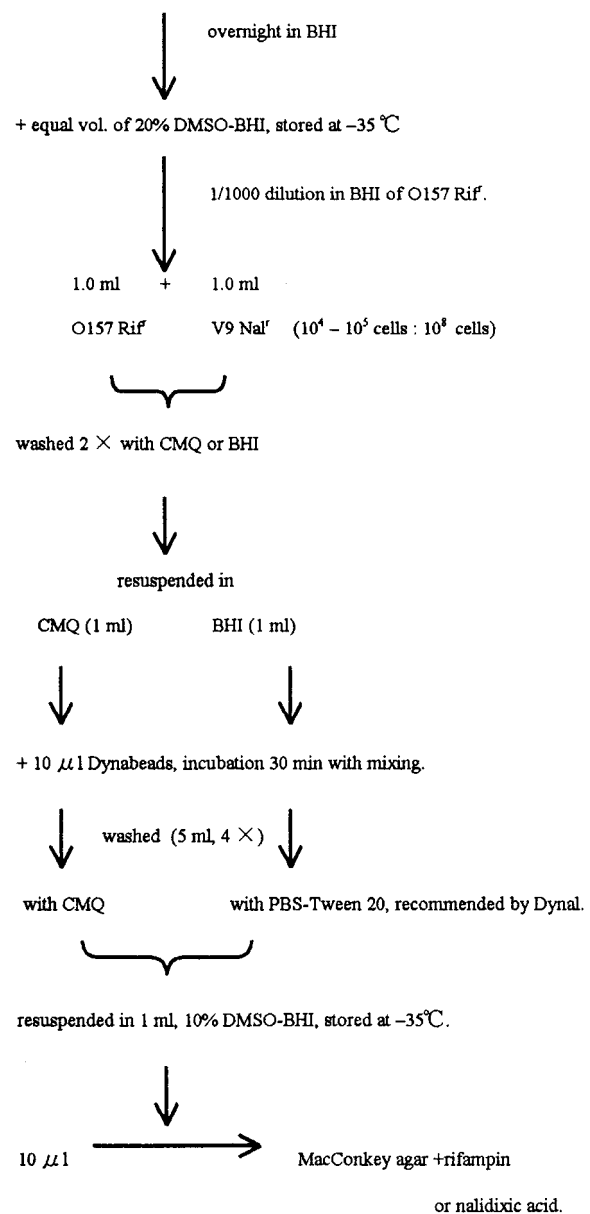 overnight in BHI
+ equal vol. of 20% DMSO-BHI, stored at –35 ℃
1/1000 dilution in BHI of O157 Rifʳ.
1.0 ml + 1.0 ml
O157 Rifʳ V9 Nalʳ (10⁴ – 10⁵ cells : 10⁸ cells)
washed 2 × with CMQ or BHI
resuspended in
CMQ (1 ml) BHI (1 ml)
+ 10 μl Dynabeads, incubation 30 min with mixing.
washed (5 ml, 4 ×)
with CMQ with PBS-Tween 20, recommended by Dynal.
resuspended in 1 ml, 10% DMSO-BHI, stored at –35℃.
10 μl MacConkey agar +rifampin
or nalidixic acid.